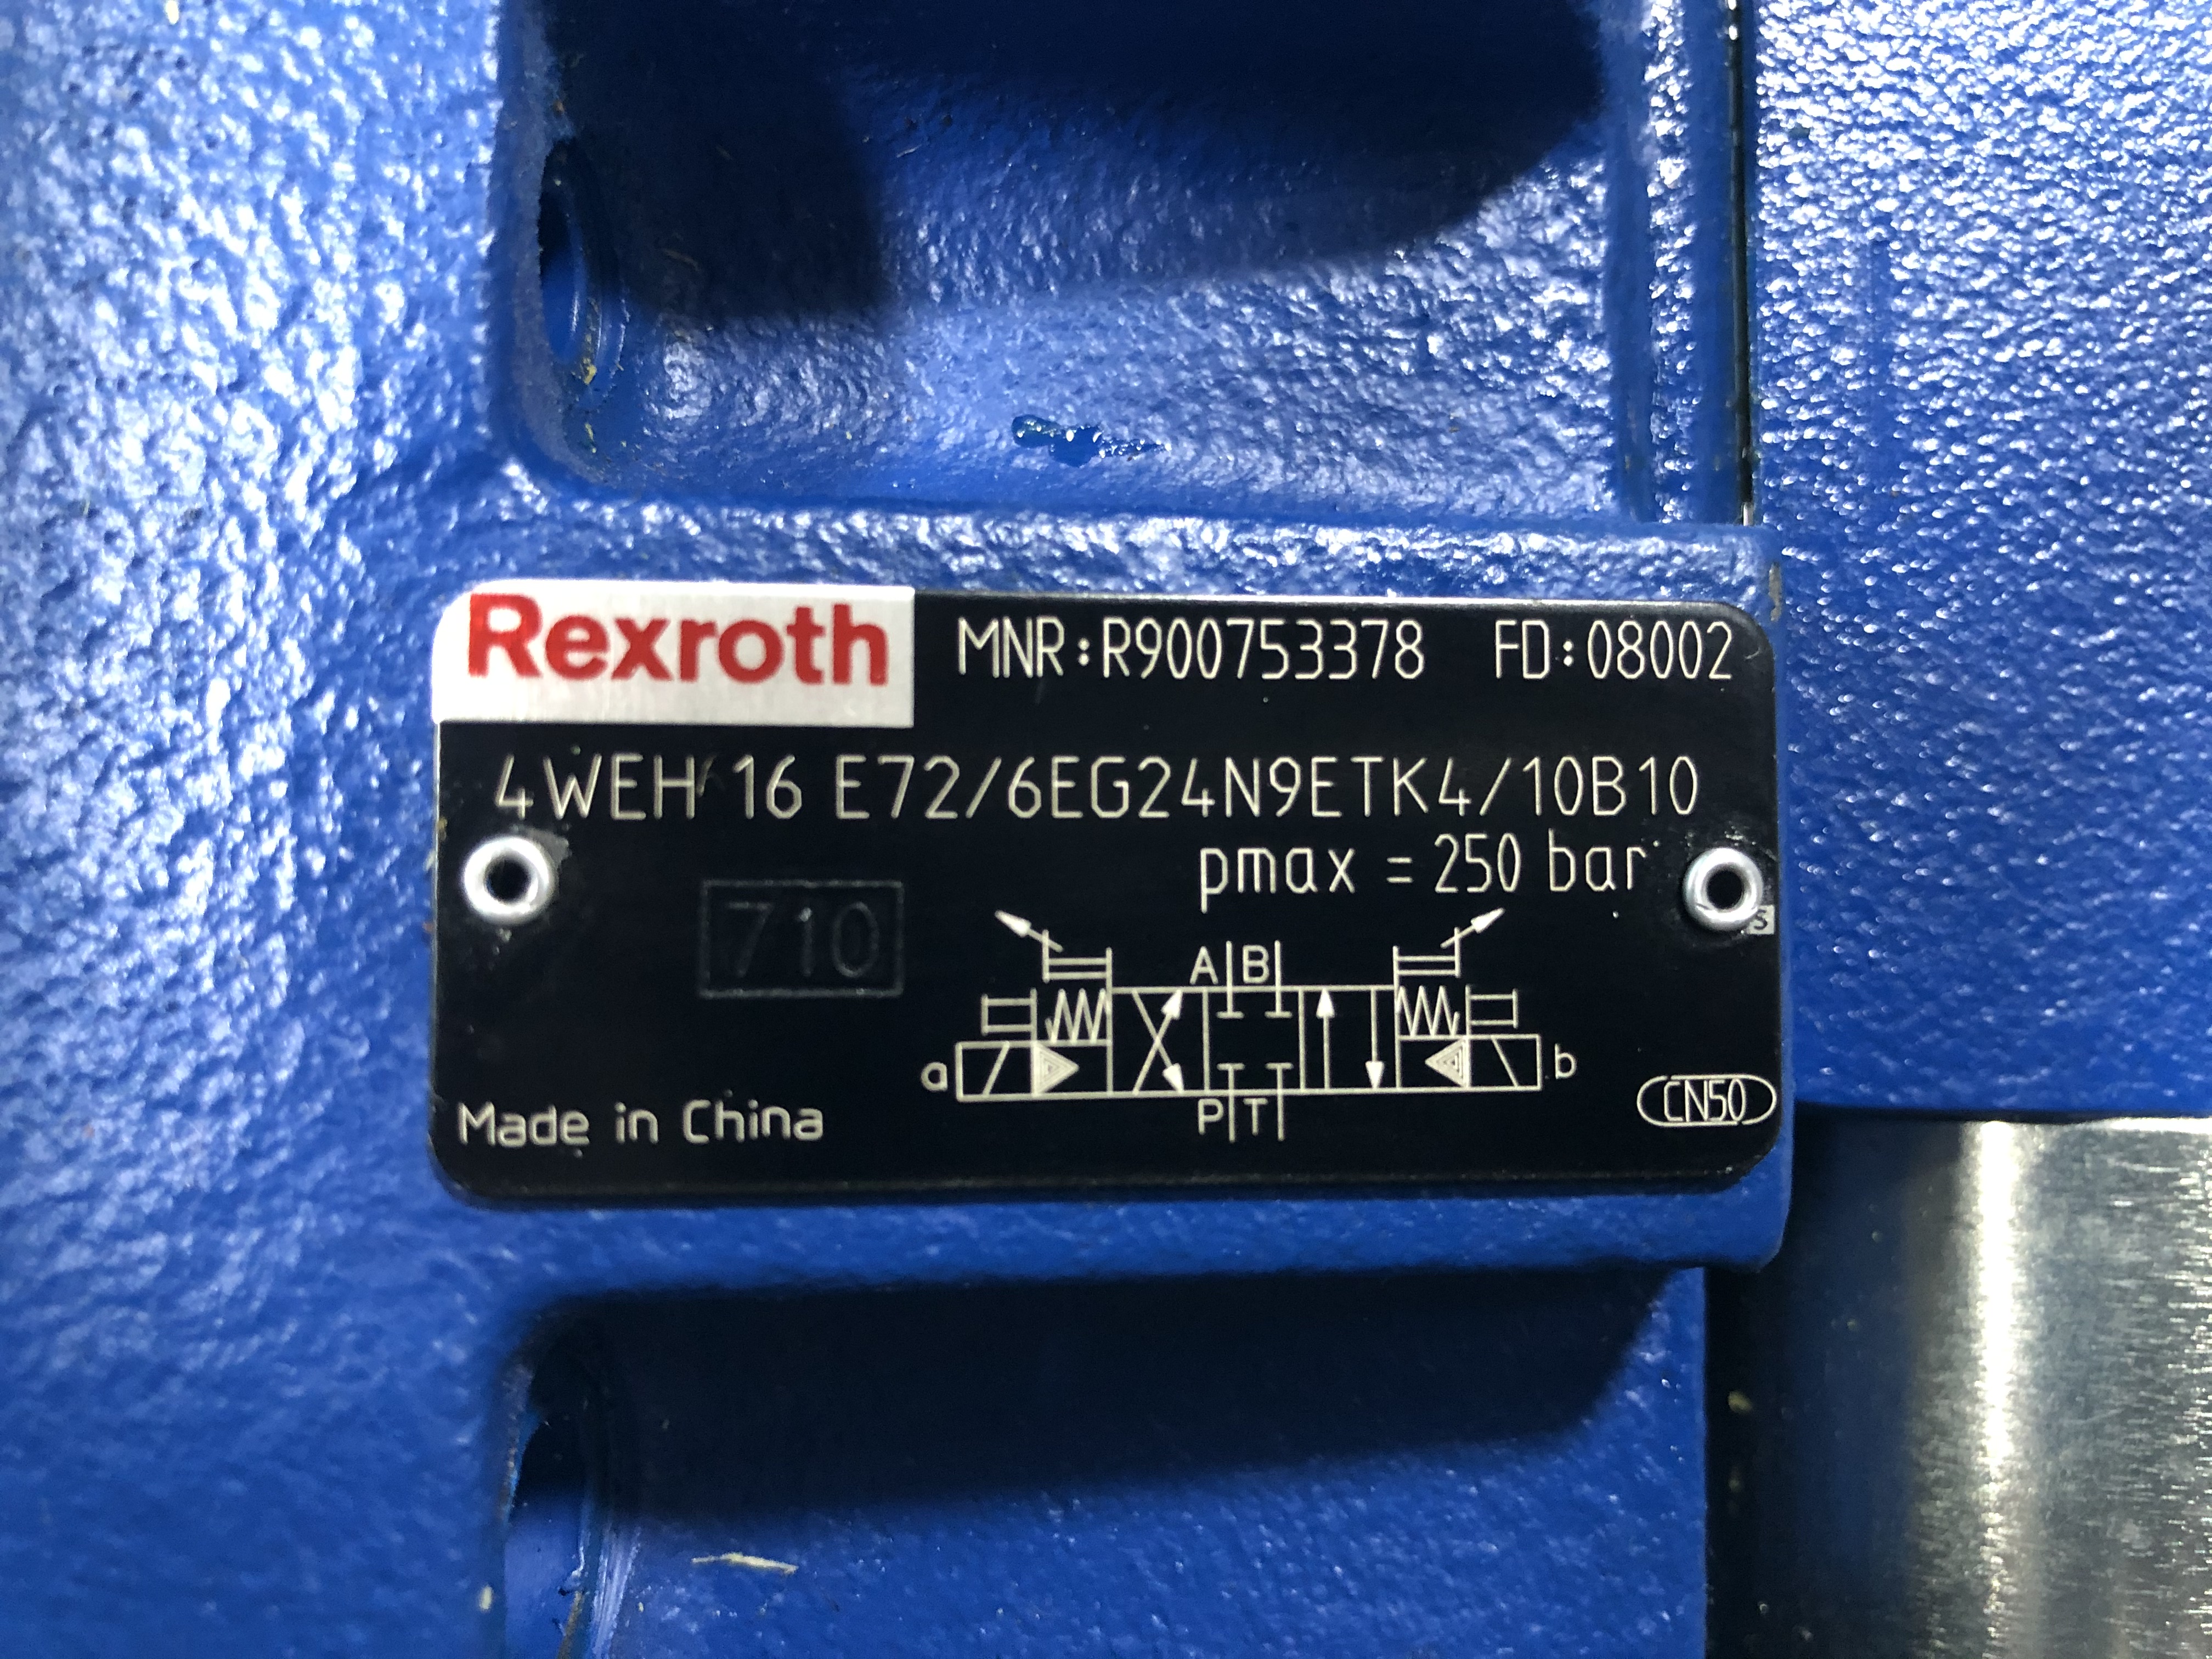 Rexroth MNR:R900753378 FD:08002
4WEH 16 E72/6EG24N9ETK4/10B10
pmax = 250 bar
710
A B
a b
P T
Made in China
CN50
S